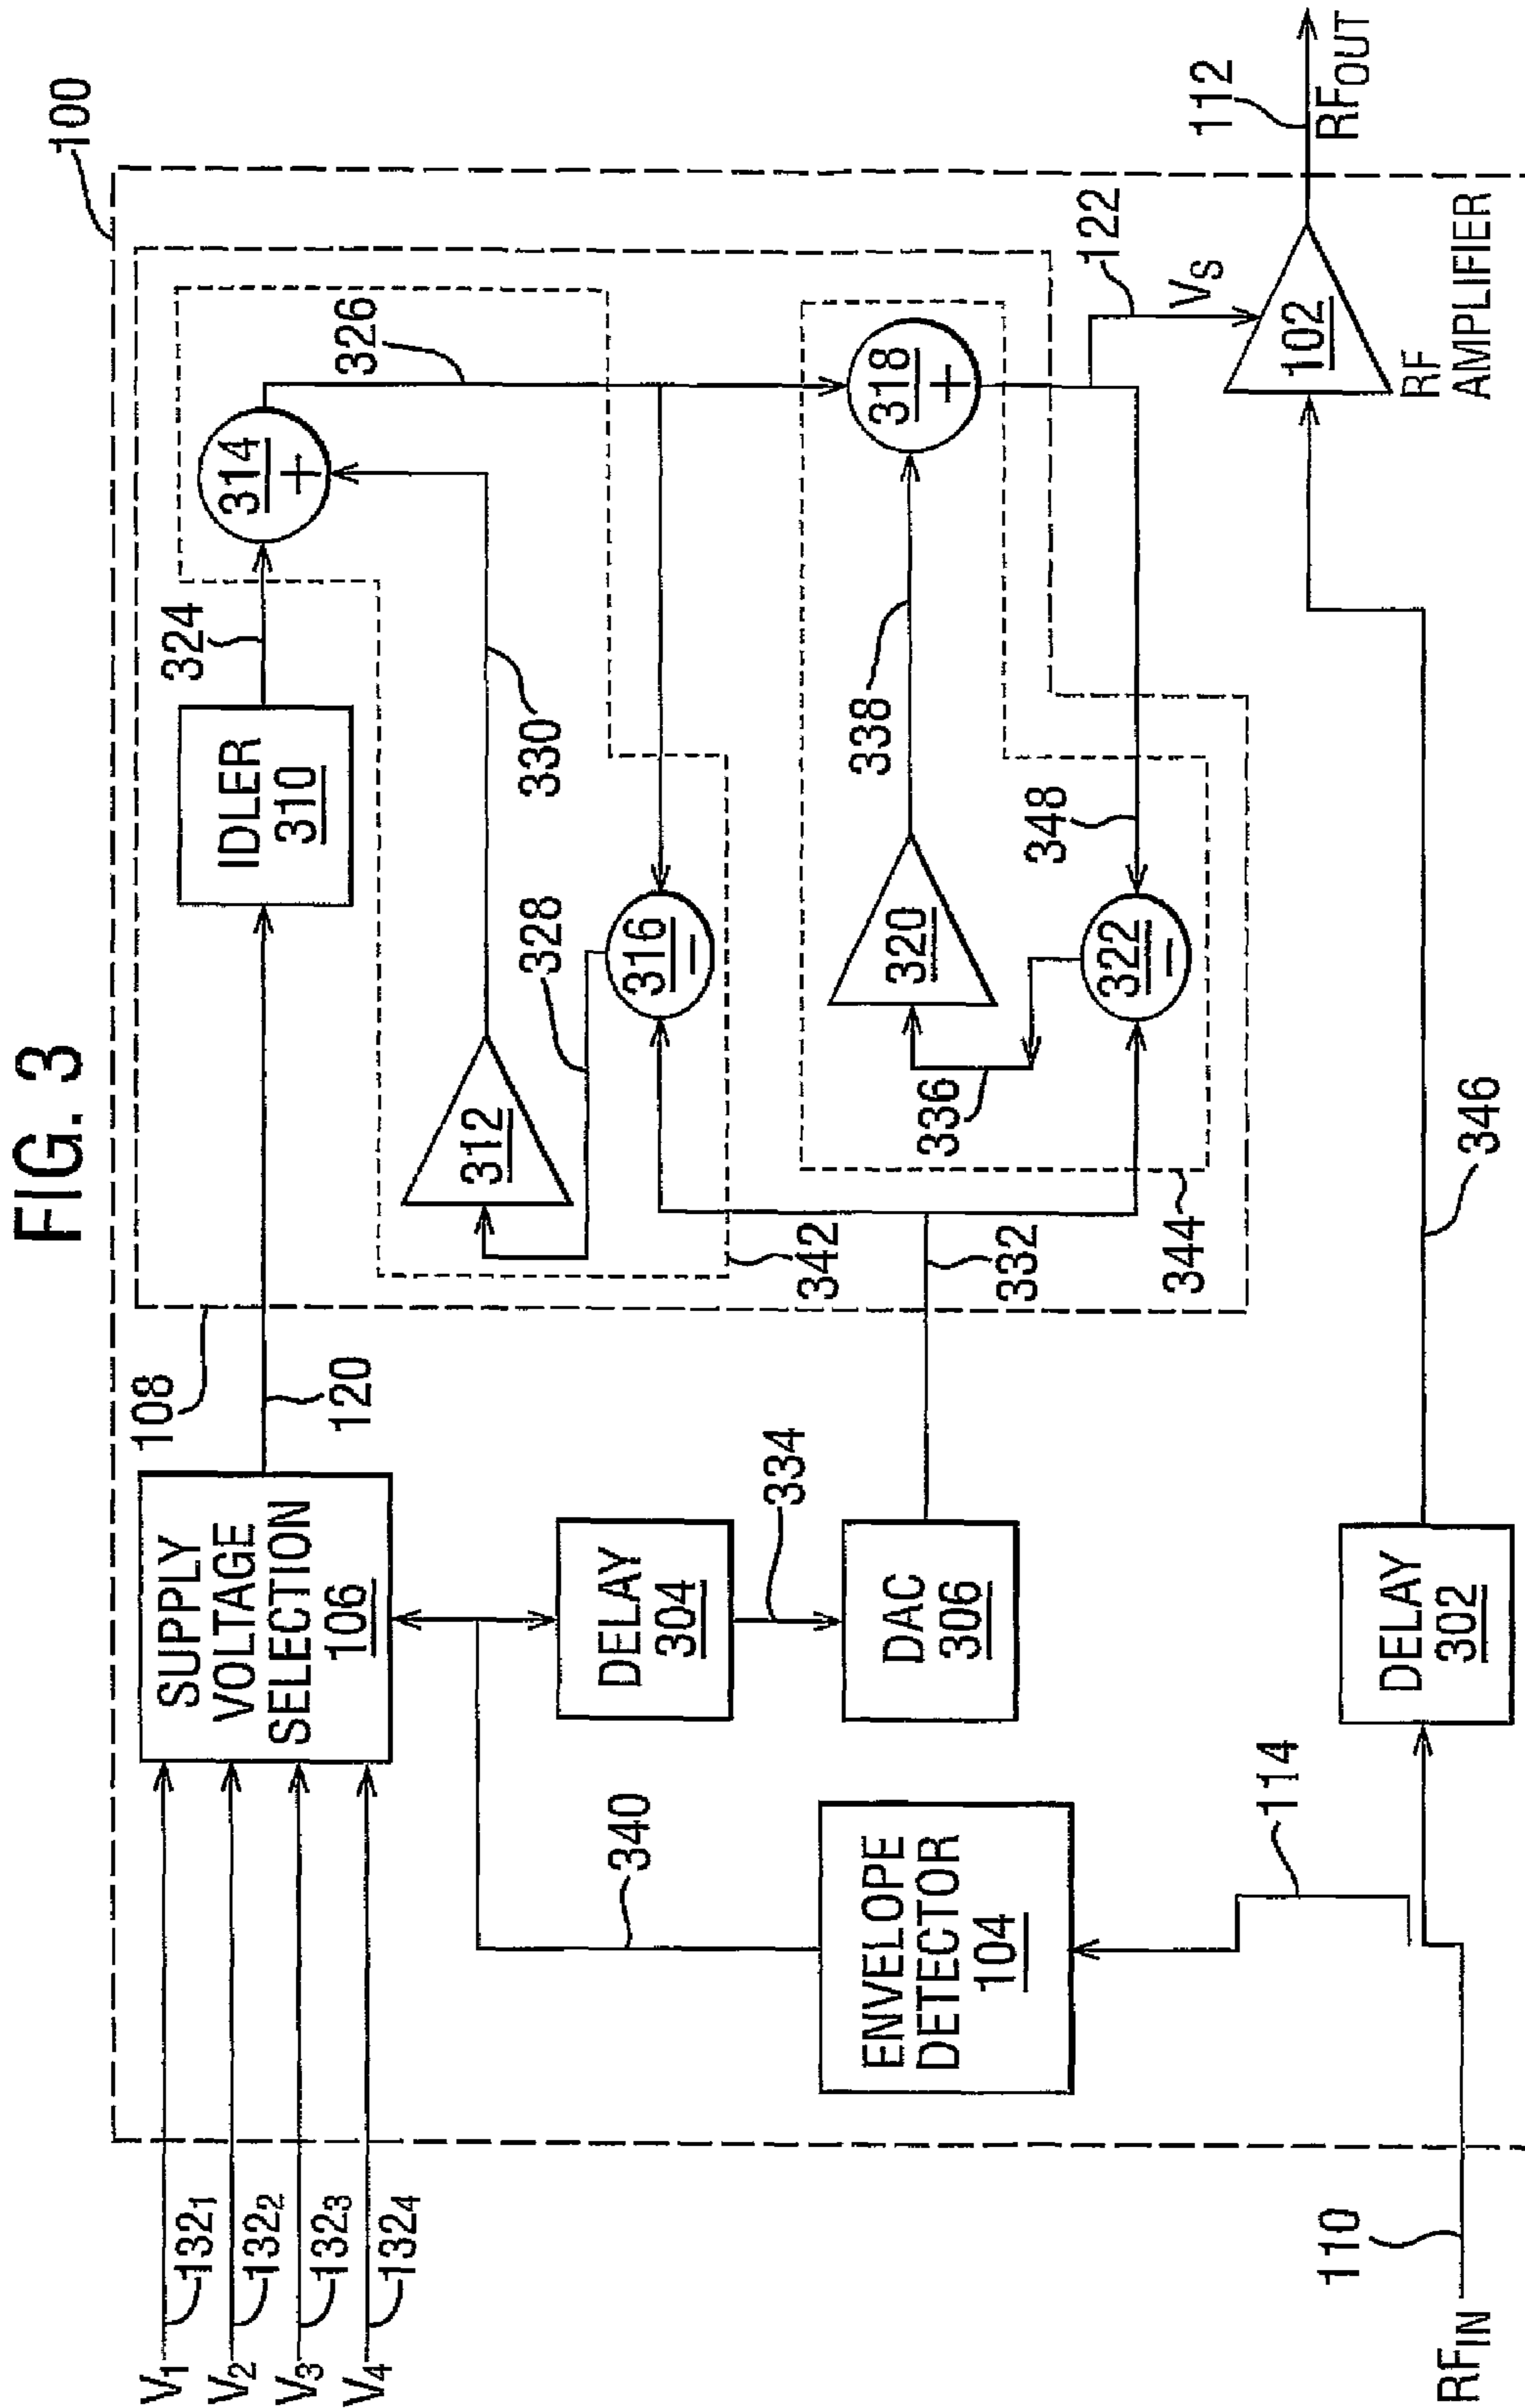 FIG. 3
100
V1
V2
V3
V4
1321
1322
1323
1324
SUPPLY
VOLTAGE
SELECTION
106
120
108
IDLER
310
324
314
+
326
312
330
328
316
−
342
340
DELAY
304
334
DAC
306
332
344
336
320
338
318
+
322
−
348
122
VS
ENVELOPE
DETECTOR
104
114
110
RFIN
DELAY
302
346
102
RF
AMPLIFIER
112
RFOUT